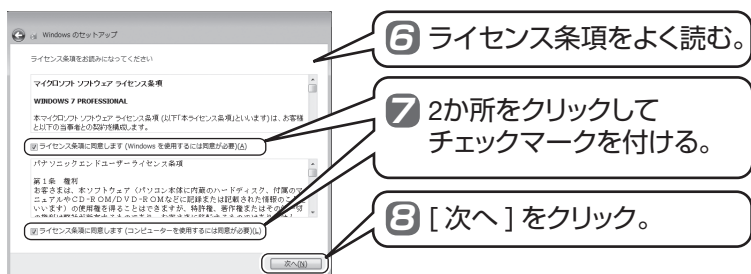 Windows のセットアップ
ライセンス条項をお読みになってください
マイクロソフト ソフトウェア ライセンス条項
WINDOWS 7 PROFESSIONAL
本マイクロソフト ソフトウェア ライセンス条項 (以下「本ライセンス条項」といいます) は、お客様
と以下の当事者との契約を構成します。
ライセンス条項に同意します (Windows を使用するには同意が必要)(A)
パナソニックエンドユーザーライセンス条項
第1条 権利
お客さまは、本ソフトウェア（パソコン本体に内蔵のハードディスク、付属のマ
ニュアルやCD-ROM/DVD-ROMなどに記録または記載された情報のこ
いいます）の使用権を得ることはできますが、特許権、著作権またはその
ライセンス条項に同意します (コンピューターを使用するには同意が必要)(L)
次へ(N)
6 ライセンス条項をよく読む。
7 2か所をクリックして
チェックマークを付ける。
8 [ 次へ ] をクリック。